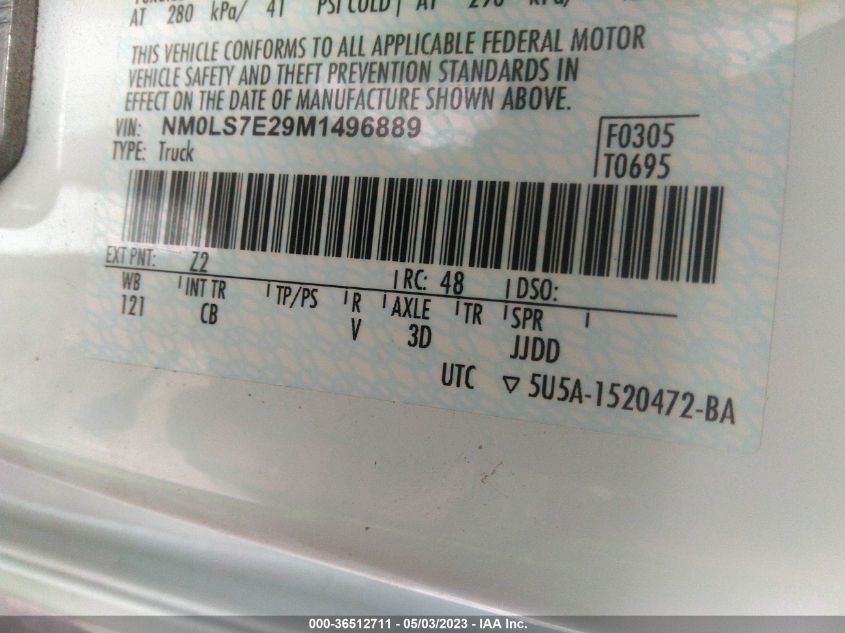 AT 280 kPa/ 41 PSI COLD | AT 290 kPa/
THIS VEHICLE CONFORMS TO ALL APPLICABLE FEDERAL MOTOR
VEHICLE SAFETY AND THEFT PREVENTION STANDARDS IN
EFFECT ON THE DATE OF MANUFACTURE SHOWN ABOVE.
VIN: NM0LS7E29M1496889
TYPE: Truck
F0305
T0695
EXT PNT: Z2 RC: 48 DSO:
WB INT TR TP/PS R AXLE TR SPR
121 CB V 3D JJDD
UTC ▽ 5U5A-1520472-BA
000-36512711 - 05/03/2023 - IAA Inc.